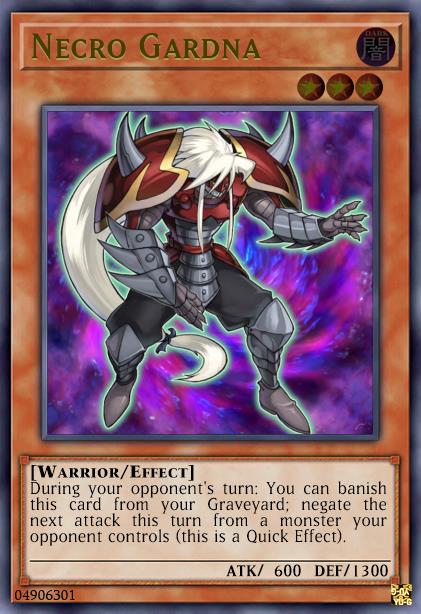 Necro Gardna
DARK
闇
[Warrior/Effect]
During your opponent's turn: You can banish
this card from your Graveyard; negate the
next attack this turn from a monster your
opponent controls (this is a Quick Effect).
ATK/ 600 DEF/1300
04906301